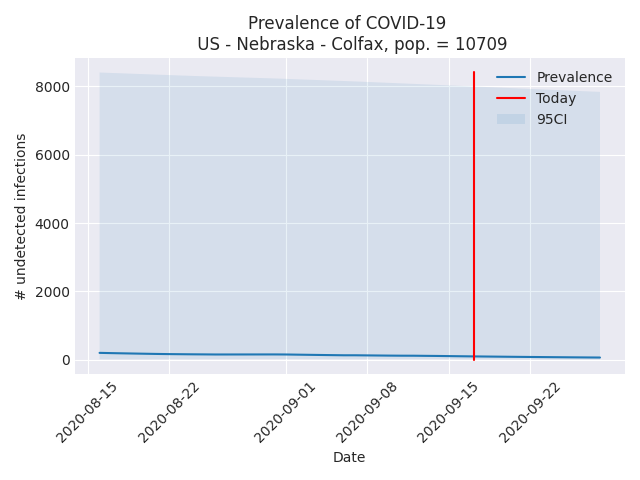 Prevalence of COVID-19
US - Nebraska - Colfax, pop. = 10709
Prevalence
Today
95CI
# undetected infections
8000
6000
4000
2000
0
2020-08-15
2020-08-22
2020-09-01
2020-09-08
2020-09-15
2020-09-22
Date